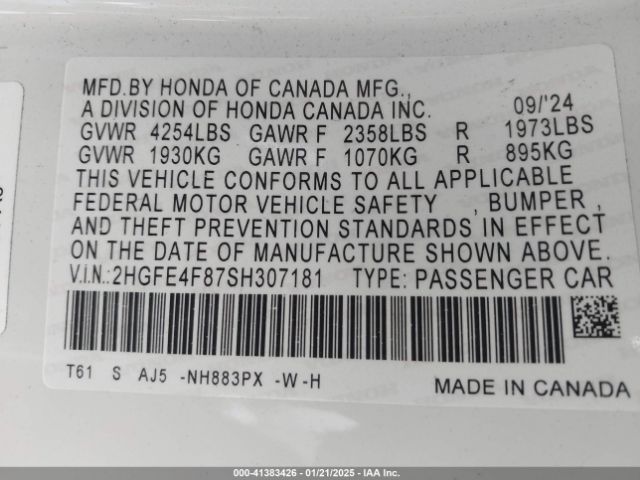 MFD.BY HONDA OF CANADA MFG.,
A DIVISION OF HONDA CANADA INC. 09/'24
GVWR 4254LBS GAWR F 2358LBS R 1973LBS
GVWR 1930KG GAWR F 1070KG R 895KG
THIS VEHICLE CONFORMS TO ALL APPLICABLE
FEDERAL MOTOR VEHICLE SAFETY , BUMPER ,
AND THEFT PREVENTION STANDARDS IN EFFECT
ON THE DATE OF MANUFACTURE SHOWN ABOVE.
V.I.N.:2HGFE4F87SH307181 TYPE: PASSENGER CAR
T61 S AJ5 -NH883PX -W-H
MADE IN CANADA
000-41383426 - 01/21/2025 - IAA Inc.